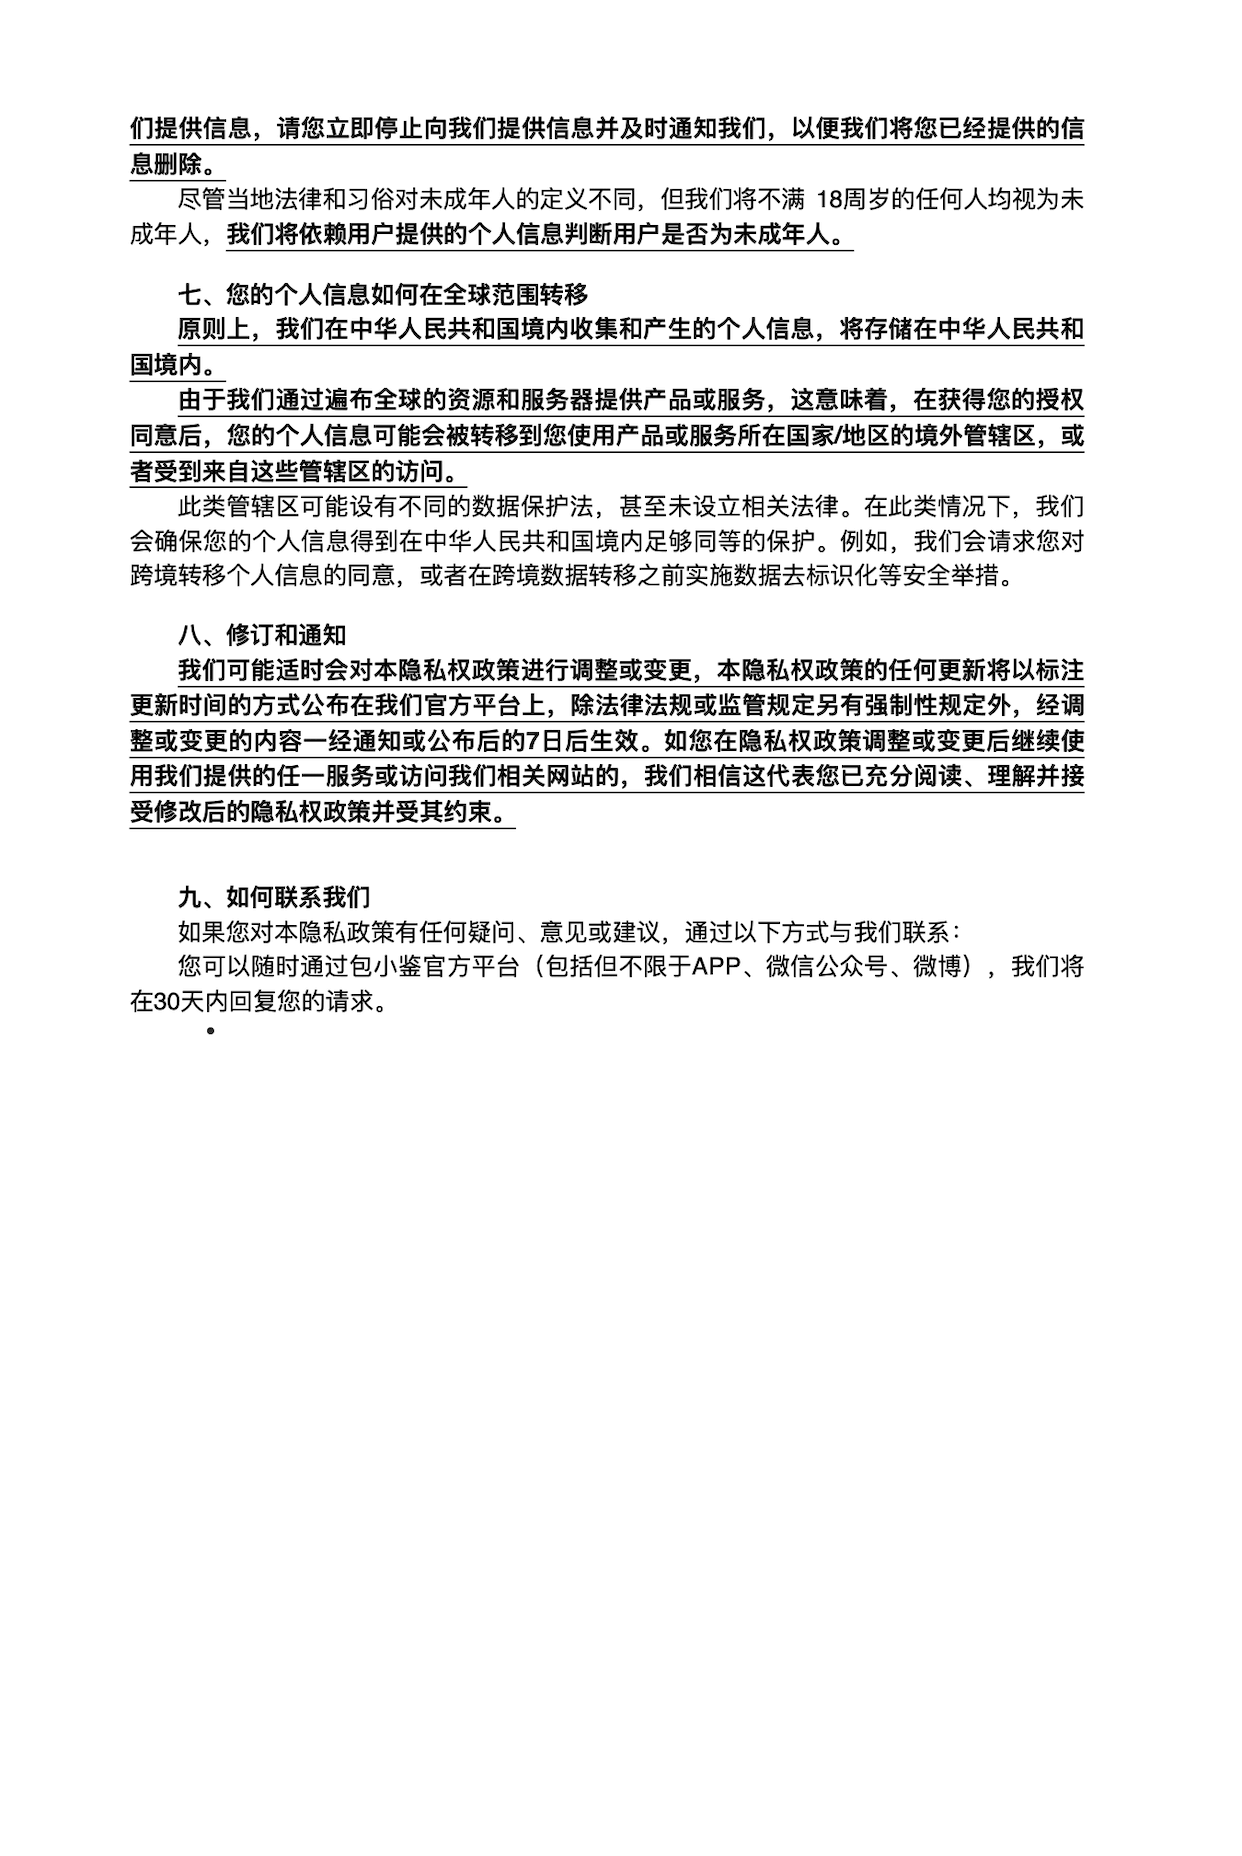 们提供信息，请您立即停止向我们提供信息并及时通知我们，以便我们将您已经提供的信
息删除。
尽管当地法律和习俗对未成年人的定义不同，但我们将不满 18周岁的任何人均视为未
成年人，我们将依赖用户提供的个人信息判断用户是否为未成年人。
七、您的个人信息如何在全球范围转移
原则上，我们在中华人民共和国境内收集和产生的个人信息，将存储在中华人民共和
国境内。
由于我们通过遍布全球的资源和服务器提供产品或服务，这意味着，在获得您的授权
同意后，您的个人信息可能会被转移到您使用产品或服务所在国家/地区的境外管辖区，或
者受到来自这些管辖区的访问。
此类管辖区可能设有不同的数据保护法，甚至未设立相关法律。在此类情况下，我们
会确保您的个人信息得到在中华人民共和国境内足够同等的保护。例如，我们会请求您对
跨境转移个人信息的同意，或者在跨境数据转移之前实施数据去标识化等安全举措。
八、修订和通知
我们可能适时会对本隐私权政策进行调整或变更，本隐私权政策的任何更新将以标注
更新时间的方式公布在我们官方平台上，除法律法规或监管规定另有强制性规定外，经调
整或变更的内容一经通知或公布后的7日后生效。如您在隐私权政策调整或变更后继续使
用我们提供的任一服务或访问我们相关网站的，我们相信这代表您已充分阅读、理解并接
受修改后的隐私权政策并受其约束。
九、如何联系我们
如果您对本隐私政策有任何疑问、意见或建议，通过以下方式与我们联系：
您可以随时通过包小鉴官方平台（包括但不限于APP、微信公众号、微博），我们将
在30天内回复您的请求。
•